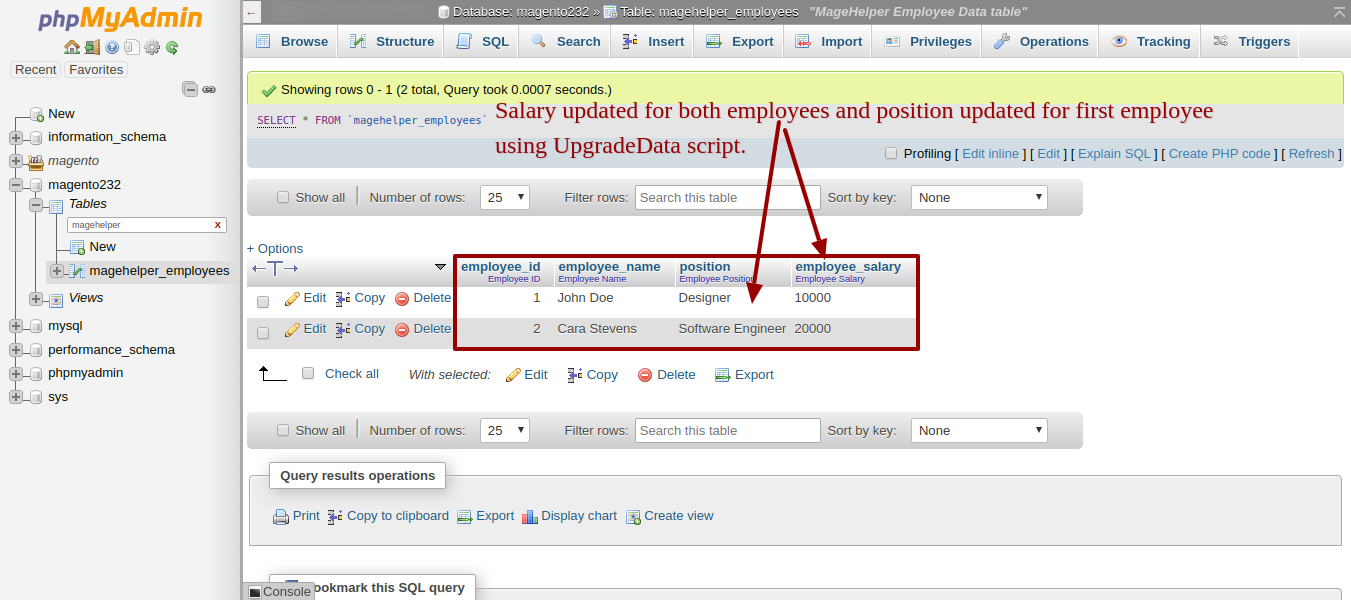 phpMyAdmin
Recent Favorites
New
information_schema
magento
magento232
Tables
magehelper X
New
magehelper_employees
Views
mysql
performance_schema
phpmyadmin
sys
← Database: magento232 » Table: magehelper_employees "MageHelper Employee Data table"
Browse Structure SQL Search Insert Export Import Privileges Operations Tracking Triggers
Showing rows 0 - 1 (2 total, Query took 0.0007 seconds.)
SELECT * FROM `magehelper_employees`
Salary updated for both employees and position updated for first employee
using UpgradeData script.
Profiling [ Edit inline ] [ Edit ] [ Explain SQL ] [ Create PHP code ] [ Refresh ]
Show all Number of rows: 25 Filter rows: Search this table Sort by key: None
+ Options
←T→ employee_id employee_name position employee_salary
Employee ID Employee Name Employee Position Employee Salary
Edit Copy Delete 1 John Doe Designer 10000
Edit Copy Delete 2 Cara Stevens Software Engineer 20000
Check all With selected: Edit Copy Delete Export
Show all Number of rows: 25 Filter rows: Search this table Sort by key: None
Query results operations
Print Copy to clipboard Export Display chart Create view
ookmark this SQL query
Console